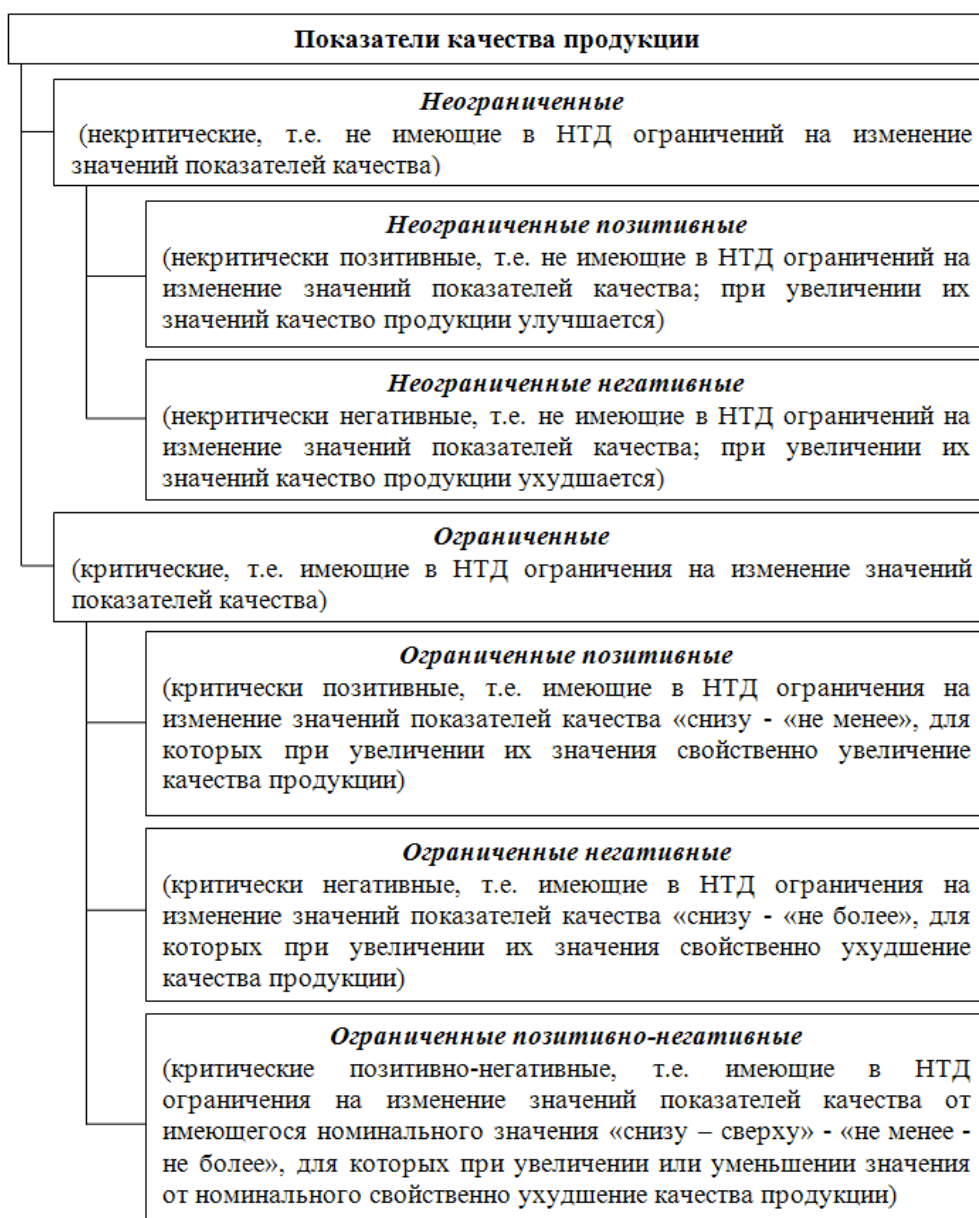 Показатели качества продукции
Неограниченные
(некритические, т.е. не имеющие в НТД ограничений на изменение
значений показателей качества)
Неограниченные позитивные
(некритически позитивные, т.е. не имеющие в НТД ограничений на
изменение значений показателей качества; при увеличении их
значений качество продукции улучшается)
Неограниченные негативные
(некритически негативные, т.е. не имеющие в НТД ограничений на
изменение значений показателей качества; при увеличении их
значений качество продукции ухудшается)
Ограниченные
(критические, т.е. имеющие в НТД ограничения на изменение значений
показателей качества)
Ограниченные позитивные
(критически позитивные, т.е. имеющие в НТД ограничения на
изменение значений показателей качества «снизу - «не менее», для
которых при увеличении их значения свойственно увеличение
качества продукции)
Ограниченные негативные
(критически негативные, т.е. имеющие в НТД ограничения на
изменение значений показателей качества «снизу - «не более», для
которых при увеличении их значения свойственно ухудшение
качества продукции)
Ограниченные позитивно-негативные
(критические позитивно-негативные, т.е. имеющие в НТД
ограничения на изменение значений показателей качества от
имеющегося номинального значения «снизу – сверху» - «не менее -
не более», для которых при увеличении или уменьшении значения
от номинального свойственно ухудшение качества продукции)